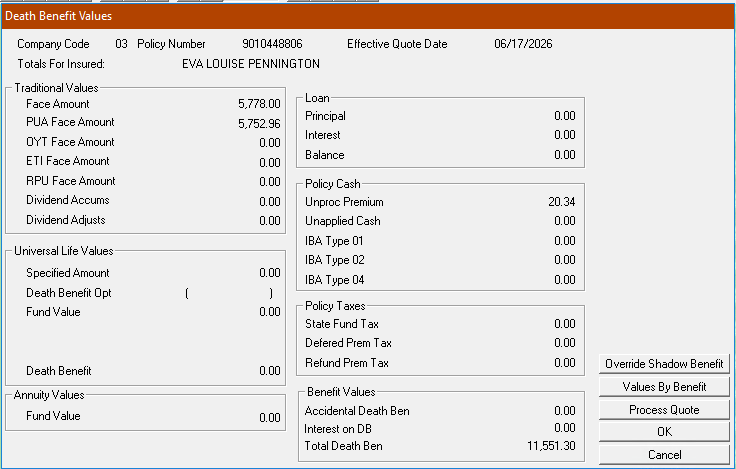 Death Benefit Values
Company Code 03 Policy Number 9010448806 Effective Quote Date 06/17/2026
Totals For Insured: EVA LOUISE PENNINGTON
Traditional Values
Face Amount 5,778.00
PUA Face Amount 5,752.96
OYT Face Amount 0.00
ETI Face Amount 0.00
RPU Face Amount 0.00
Dividend Accums 0.00
Dividend Adjusts 0.00
Universal Life Values
Specified Amount 0.00
Death Benefit Opt ( )
Fund Value 0.00
Death Benefit 0.00
Annuity Values
Fund Value 0.00
Loan
Principal 0.00
Interest 0.00
Balance 0.00
Policy Cash
Unproc Premium 20.34
Unapplied Cash 0.00
IBA Type 01 0.00
IBA Type 02 0.00
IBA Type 04 0.00
Policy Taxes
State Fund Tax 0.00
Defered Prem Tax 0.00
Refund Prem Tax 0.00
Benefit Values
Accidental Death Ben 0.00
Interest on DB 0.00
Total Death Ben 11,551.30
Override Shadow Benefit
Values By Benefit
Process Quote
OK
Cancel